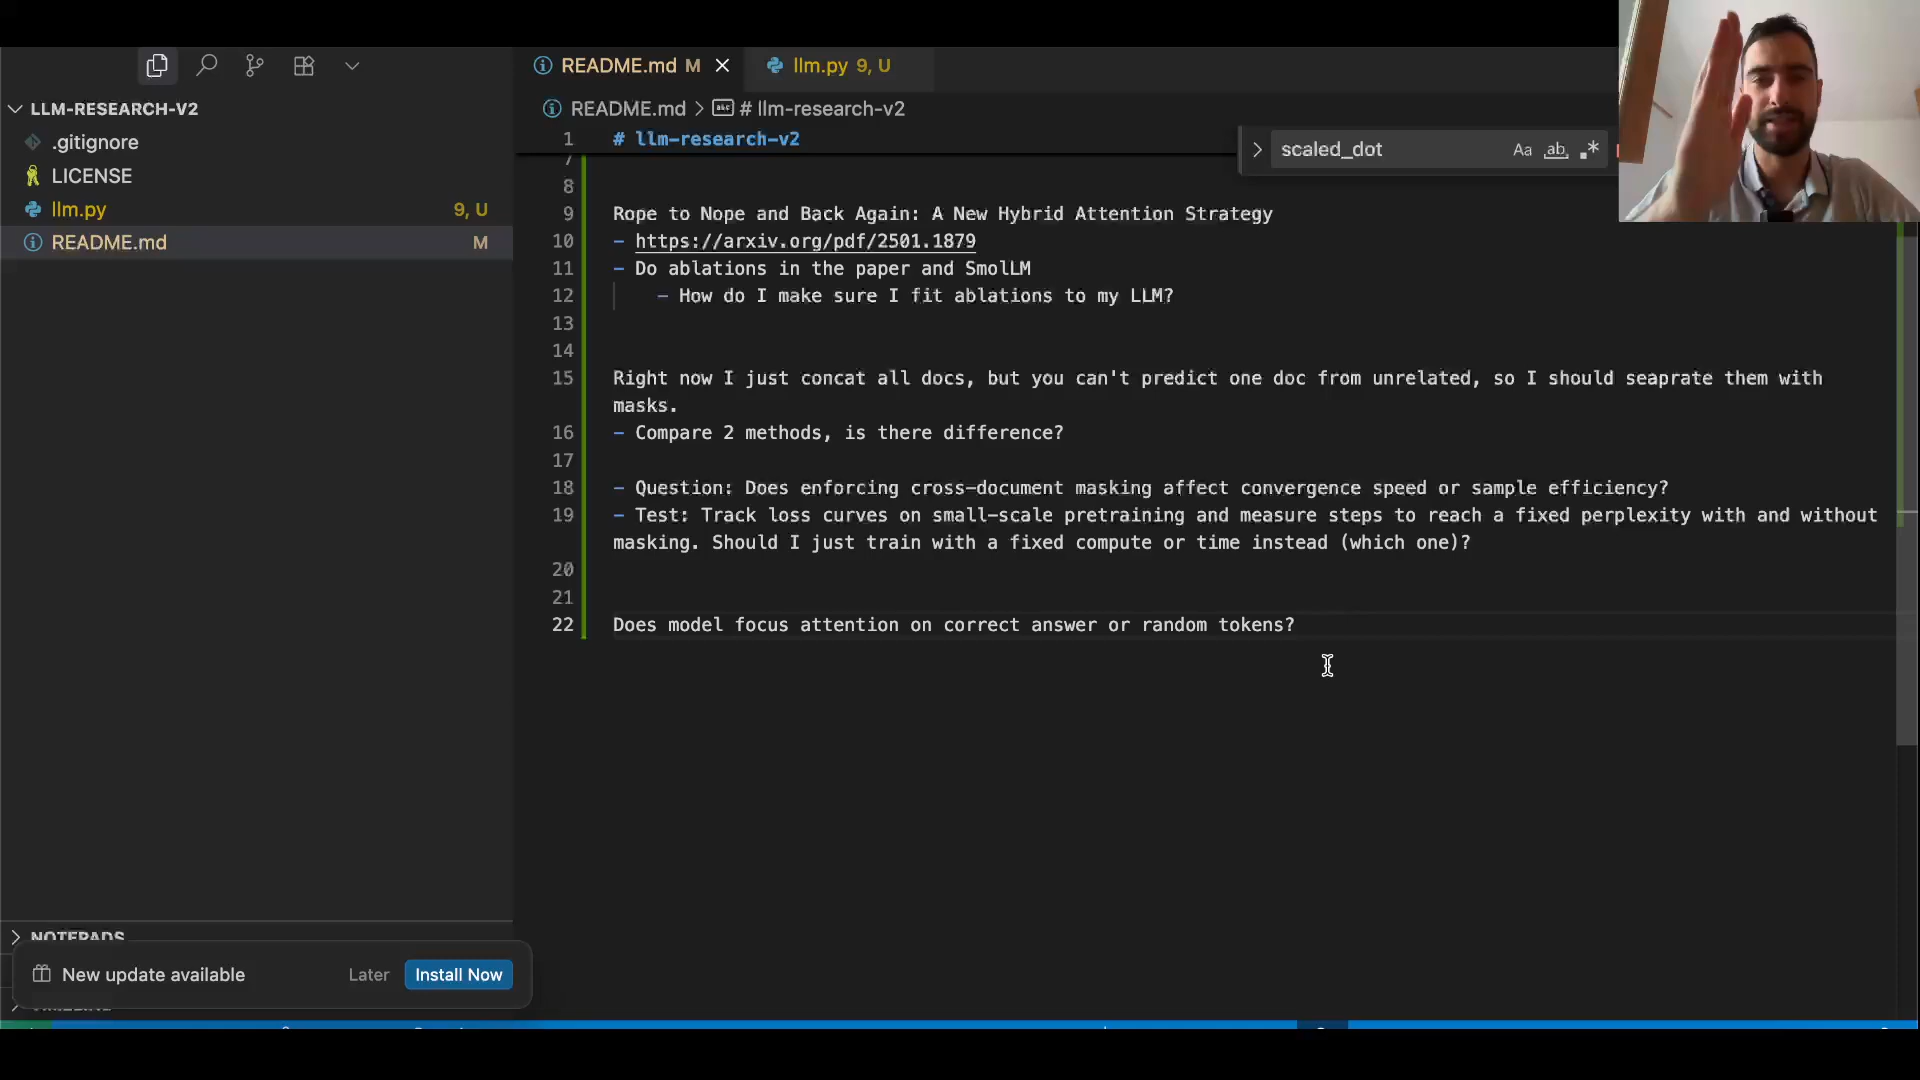 README.md M
llm.py 9, U
LLM-RESEARCH-V2
README.md > # llm-research-v2
.gitignore
LICENSE
llm.py 9, U
README.md M
scaled_dot
Aa ab, .*
1 # llm-research-v2
7
8
9 Rope to Nope and Back Again: A New Hybrid Attention Strategy
10 - https://arxiv.org/pdf/2501.1879
11 - Do ablations in the paper and SmolLM
12 - How do I make sure I fit ablations to my LLM?
13
14
15 Right now I just concat all docs, but you can't predict one doc from unrelated, so I should seaprate them with
masks.
16 - Compare 2 methods, is there difference?
17
18 - Question: Does enforcing cross-document masking affect convergence speed or sample efficiency?
19 - Test: Track loss curves on small-scale pretraining and measure steps to reach a fixed perplexity with and without
masking. Should I just train with a fixed compute or time instead (which one)?
20
21
22 Does model focus attention on correct answer or random tokens?
NOTEPADS
New update available
Later
Install Now